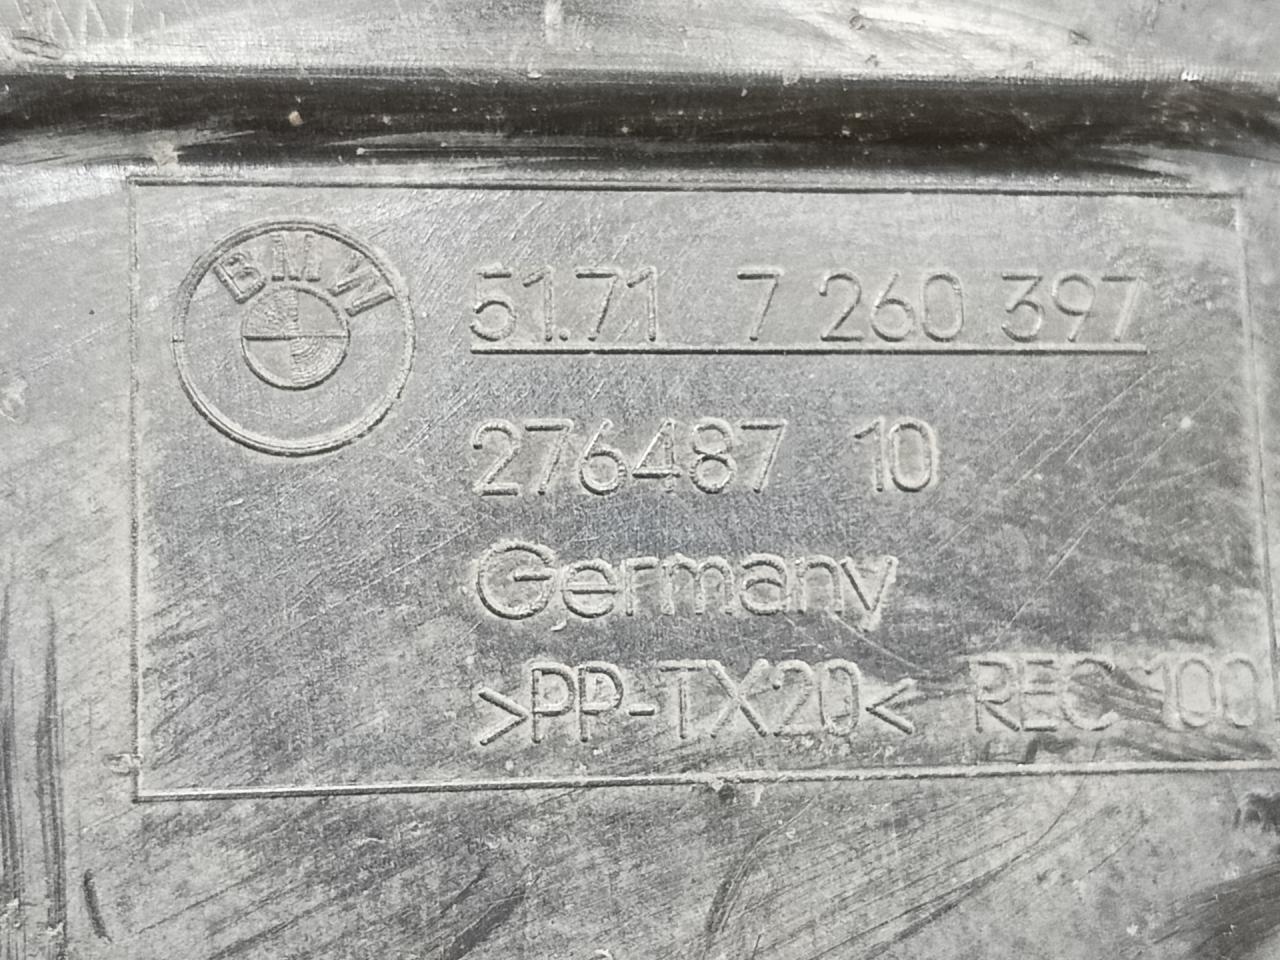 BMW
51.71 7 260 397
276487 10
Germany
>PP-TX20< REC 100